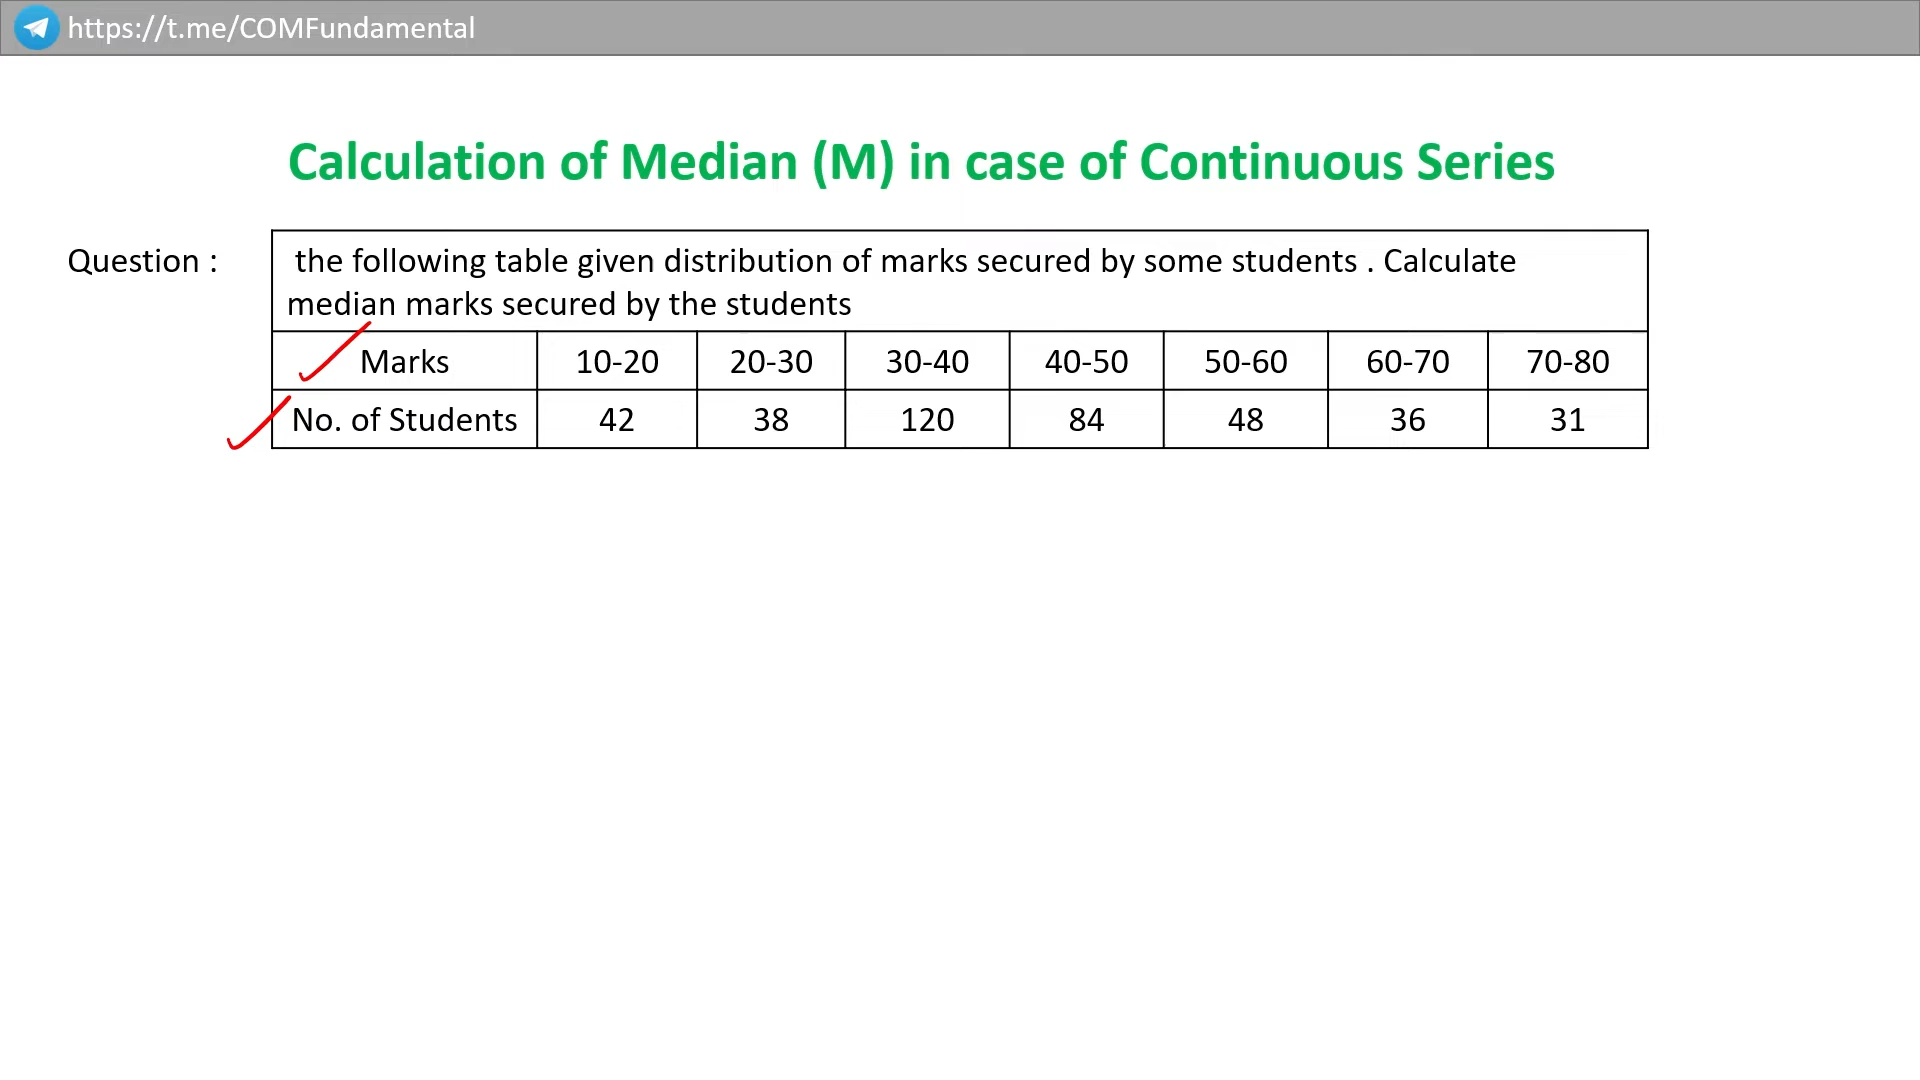 https://t.me/COMFundamental
Calculation of Median (M) in case of Continuous Series
Question :
the following table given distribution of marks secured by some students . Calculate
median marks secured by the students
Marks 10-20 20-30 30-40 40-50 50-60 60-70 70-80
No. of Students 42 38 120 84 48 36 31